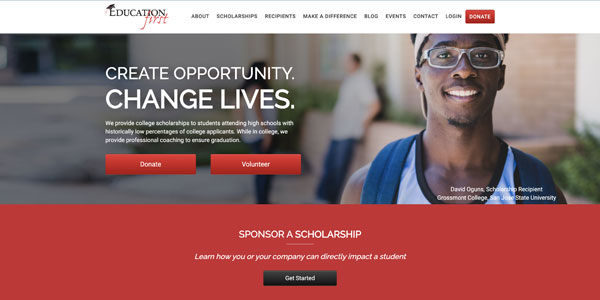 EDUCATION
first
ABOUT SCHOLARSHIPS RECIPIENTS MAKE A DIFFERENCE BLOG EVENTS CONTACT LOGIN DONATE
CREATE OPPORTUNITY.
CHANGE LIVES.
We provide college scholarships to students attending high schools with
historically low percentages of college applicants. While in college, we
provide professional coaching to ensure graduation.
Donate Volunteer
David Oguns, Scholarship Recipient
Grossmont College, San Jose State University
SPONSOR A SCHOLARSHIP
Learn how you or your company can directly impact a student
Get Started